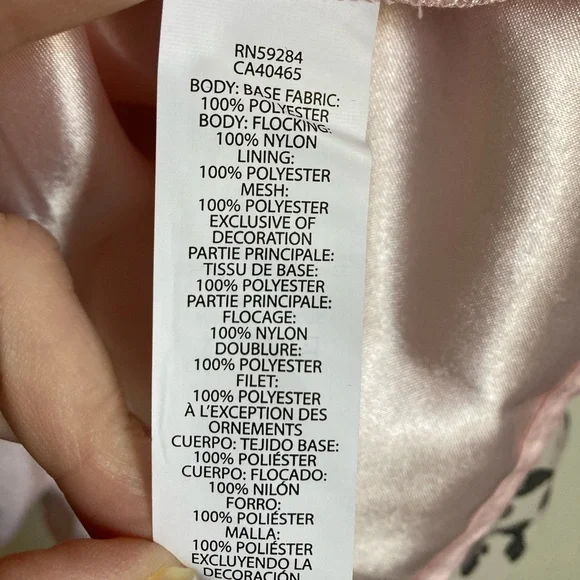 RN59284
CA40465
BODY: BASE FABRIC:
100% POLYESTER
BODY: FLOCKING:
100% NYLON
LINING:
100% POLYESTER
MESH:
100% POLYESTER
EXCLUSIVE OF
DECORATION
PARTIE PRINCIPALE:
TISSU DE BASE:
100% POLYESTER
PARTIE PRINCIPALE:
FLOCAGE:
100% NYLON
DOUBLURE:
100% POLYESTER
FILET:
100% POLYESTER
À L'EXCEPTION DES
ORNEMENTS
CUERPO: TEJIDO BASE:
100% POLIÉSTER
CUERPO: FLOCADO:
100% NILÓN
FORRO:
100% POLIÉSTER
MALLA:
100% POLIÉSTER
EXCLUYENDO LA
DECORACIÓN